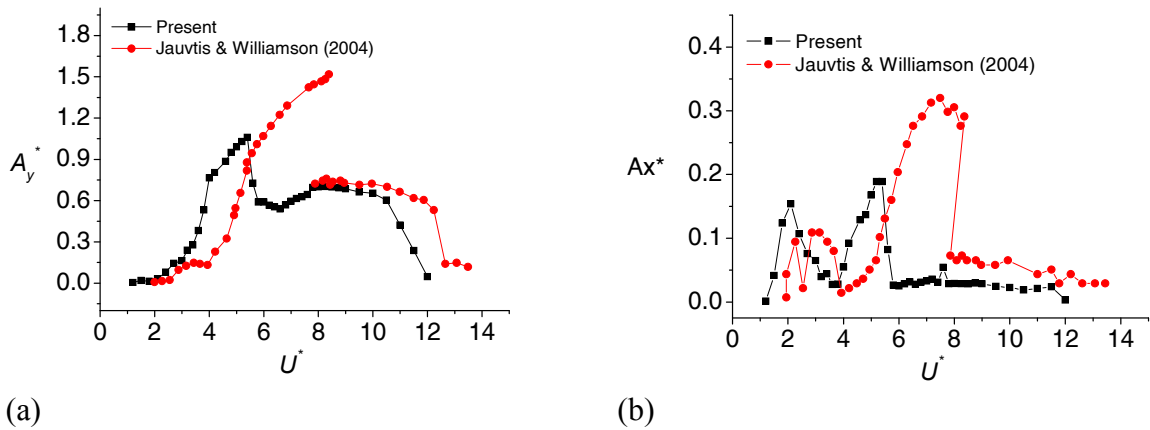 Present
Jauvtis & Williamson (2004)
1.8
1.5
1.2
0.9
0.6
0.3
0.0
Ay*
0 2 4 6 8 10 12 14
U*
(a)
Present
Jauvtis & Williamson (2004)
0.4
0.3
0.2
0.1
0.0
Ax*
0 2 4 6 8 10 12 14
U*
(b)